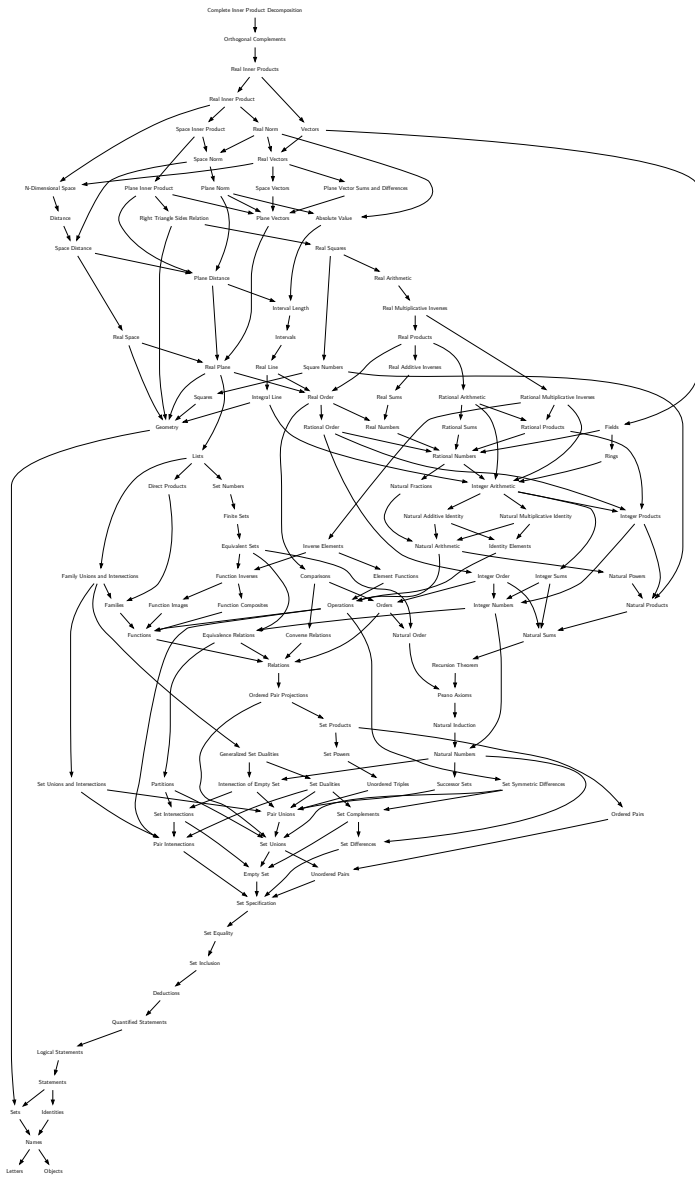 Complete Inner Product Decomposition
Orthogonal Complements
Real Inner Products
Real Inner Product
Space Inner Product Real Norm Vectors
Space Norm Real Vectors
N-Dimensional Space Plane Inner Product Plane Norm Space Vectors Plane Vector Sums and Differences
Distance Right Triangle Sides Relation Plane Vectors Absolute Value
Space Distance Real Squares
Plane Distance Real Arithmetic
Interval Length Real Multiplicative Inverses
Real Space Intervals Real Products
Real Plane Real Line Square Numbers Real Additive Inverses
Squares Integral Line Real Order Real Sums Rational Arithmetic Rational Multiplicative Inverses
Geometry Rational Order Real Numbers Rational Sums Rational Products Fields
Lists Rational Numbers Rings
Direct Products Set Numbers Natural Fractions Integer Arithmetic
Finite Sets Natural Additive Identity Natural Multiplicative Identity Integer Products
Equivalent Sets Inverse Elements Natural Arithmetic Identity Elements
Family Unions and Intersections Function Inverses Comparisons Element Functions Integer Order Integer Sums Natural Powers
Families Function Images Function Composites Operations Orders Integer Numbers Natural Products
Functions Equivalence Relations Converse Relations Natural Order Natural Sums
Relations Recursion Theorem
Ordered Pair Projections Peano Axioms
Set Products Natural Induction
Generalized Set Dualities Set Powers Natural Numbers
Set Unions and Intersections Partitions Intersection of Empty Set Set Dualities Unordered Triples Successor Sets Set Symmetric Differences
Set Intersections Pair Unions Set Complements Ordered Pairs
Pair Intersections Set Unions Set Differences
Empty Set Unordered Pairs
Set Specification
Set Equality
Set Inclusion
Deductions
Quantified Statements
Logical Statements
Statements
Sets Identities
Names
Letters Objects